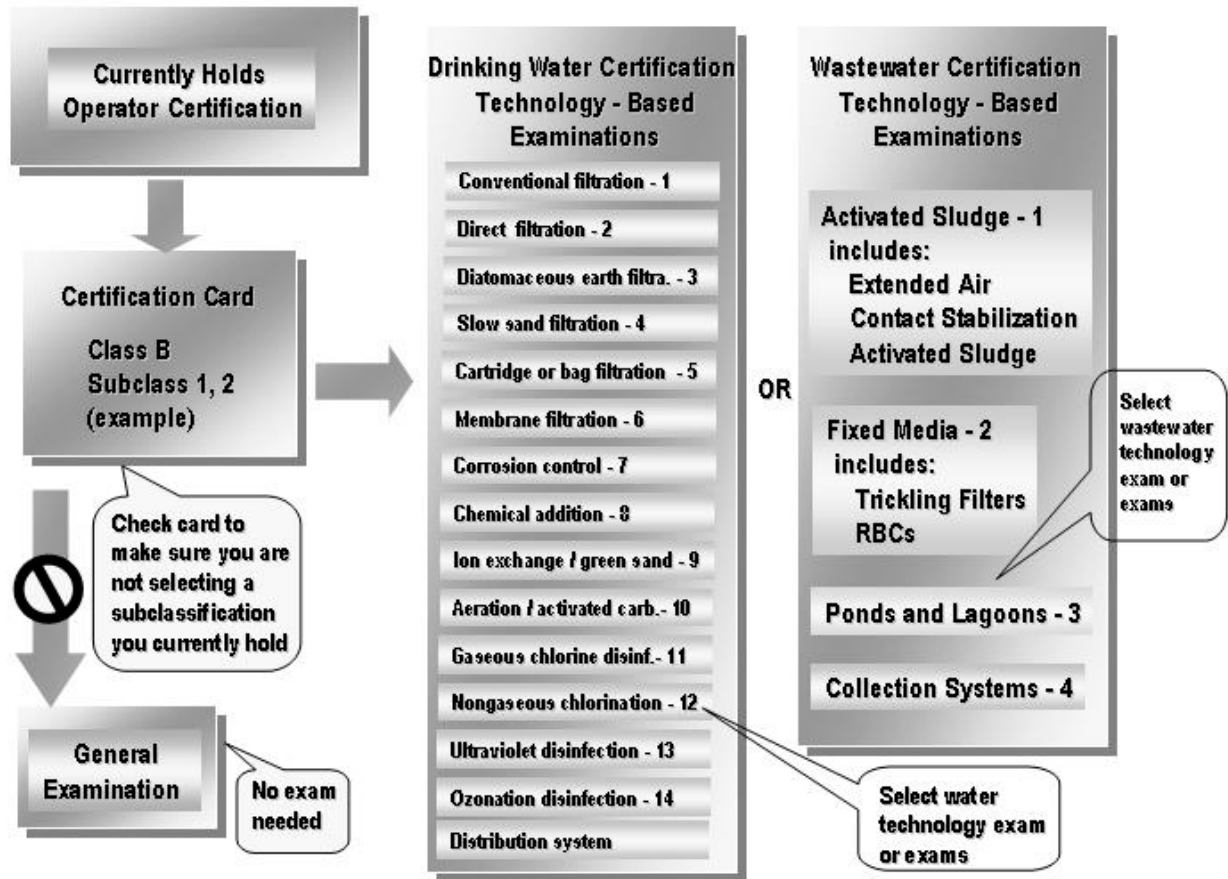 Currently Holds
Operator Certification
Certification Card
Class B
Subclass 1, 2
(example)
Check card to
make sure you are
not selecting a
subclassification
you currently hold
General
Examination
No exam
needed
Drinking Water Certification
Technology - Based
Examinations
Conventional filtration - 1
Direct filtration - 2
Diatomaceous earth filtra. - 3
Slow sand filtration - 4
Cartridge or bag filtration - 5
Membrane filtration - 6
Corrosion control - 7
Chemical addition - 8
Ion exchange / green sand - 9
Aeration / activated carb. - 10
Gaseous chlorine disinf. - 11
Nongaseous chlorination - 12
Ultraviolet disinfection - 13
Ozonation disinfection - 14
Distribution system
Select water
technology exam
or exams
OR
Wastewater Certification
Technology - Based
Examinations
Activated Sludge - 1
includes:
Extended Air
Contact Stabilization
Activated Sludge
Fixed Media - 2
includes:
Trickling Filters
RBCs
Ponds and Lagoons - 3
Collection Systems - 4
Select
wastewater
technology
exam or
exams